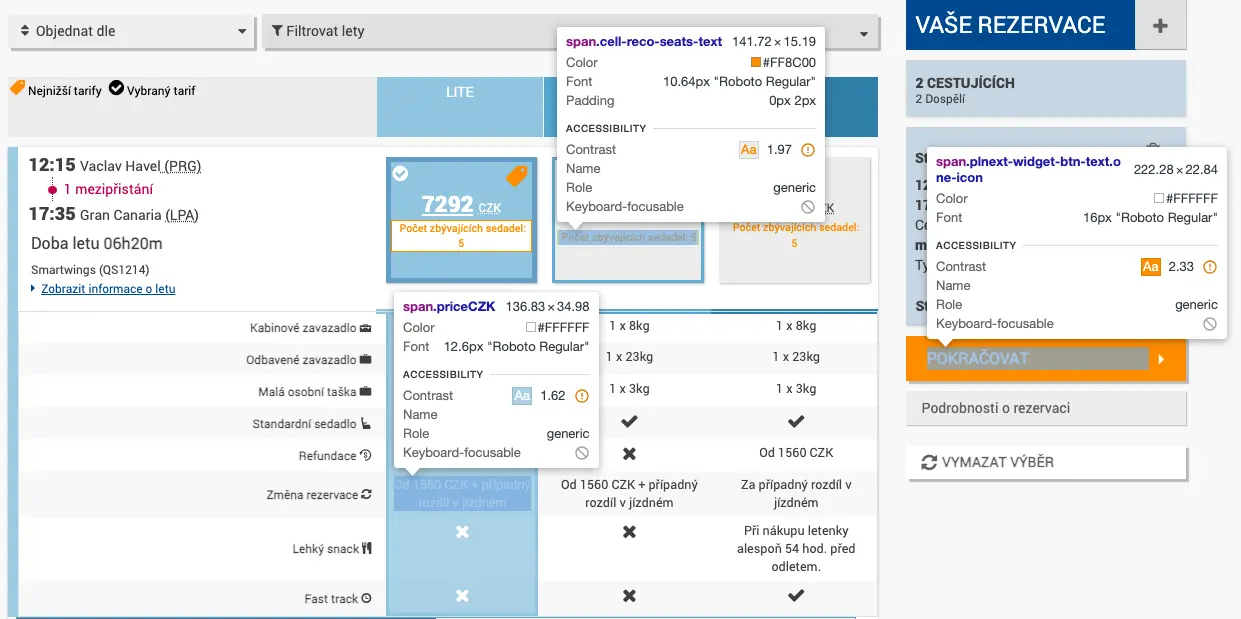 Objednat dle
Filtrovat lety
Nejnižší tarify
Vybraný tarif
LITE
span.cell-reco-seats-text 141.72 × 15.19
Color #FF8C00
Font 10.64px "Roboto Regular"
Padding 0px 2px
ACCESSIBILITY
Contrast Aa 1.97
Name
Role generic
Keyboard-focusable
12:15 Vaclav Havel (PRG)
1 mezipřistání
17:35 Gran Canaria (LPA)
Doba letu 06h20m
Smartwings (QS1214)
Zobrazit informace o letu
7292 CZK
Počet zbývajících sedadel:
5
Počet zbývajících sedadel: 5
Počet zbývajících sedadel:
5
span.priceCZK 136.83 × 34.98
Color #FFFFFF
Font 12.6px "Roboto Regular"
ACCESSIBILITY
Contrast Aa 1.62
Name
Role generic
Keyboard-focusable
Kabinové zavazadlo 1 x 8kg 1 x 8kg
Odbavené zavazadlo 1 x 23kg 1 x 23kg
Malá osobní taška 1 x 3kg 1 x 3kg
Standardní sedadlo
Refundace Od 1560 CZK
Změna rezervace
Od 1560 CZK + případný
rozdíl v jízdném
Od 1560 CZK + případný
rozdíl v jízdném
Za případný rozdíl v
jízdném
Lehký snack
Při nákupu letenky
alespoň 54 hod. před
odletem.
Fast track
VAŠE REZERVACE
2 CESTUJÍCÍCH
2 Dospělí
span.plnext-widget-btn-text.o
ne-icon 222.28 × 22.84
Color #FFFFFF
Font 16px "Roboto Regular"
ACCESSIBILITY
Contrast Aa 2.33
Name
Role generic
Keyboard-focusable
POKRAČOVAT
Podrobnosti o rezervaci
VYMAZAT VÝBĚR